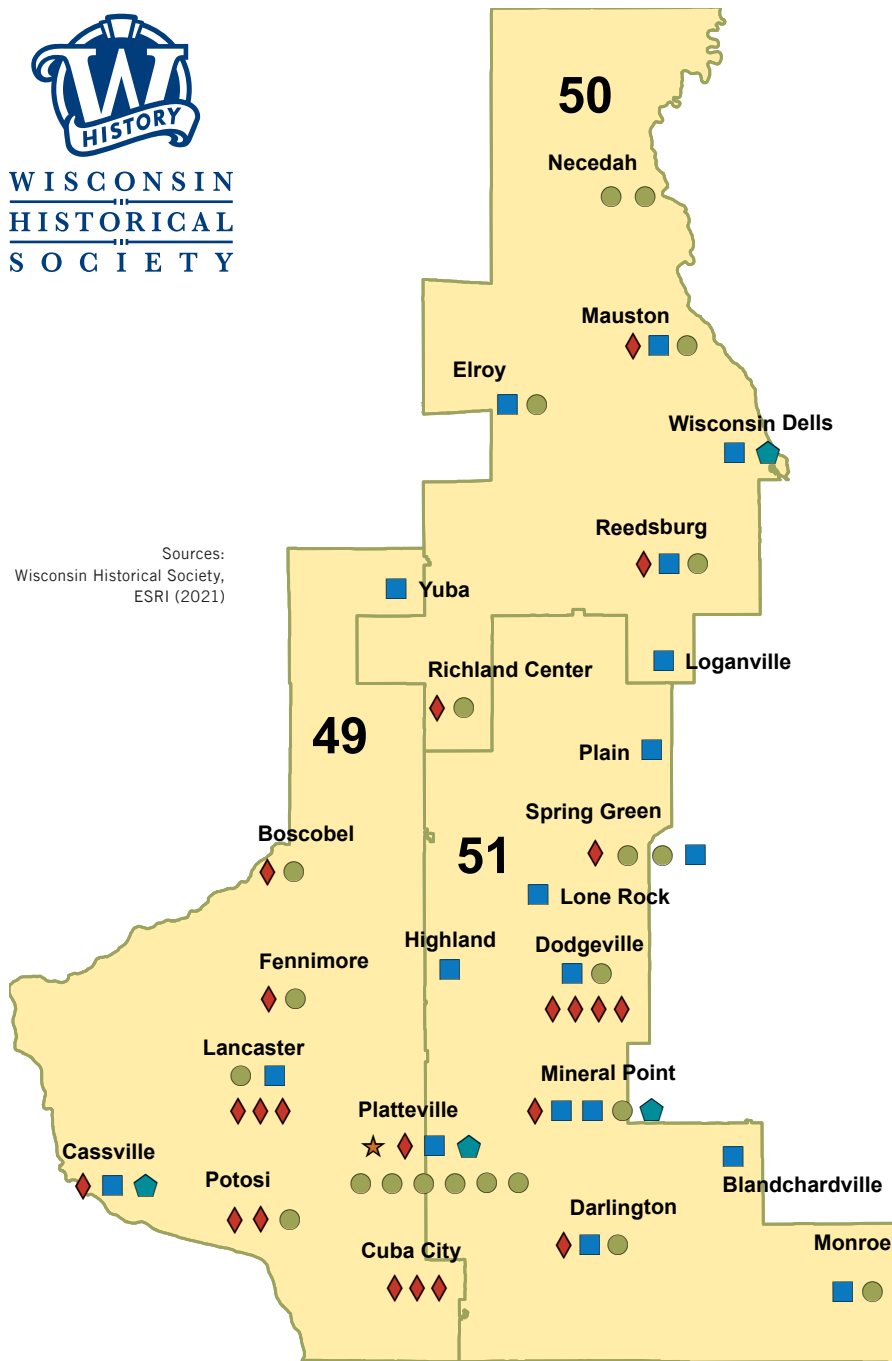 W
HISTORY
WISCONSIN
HISTORICAL
SOCIETY
50
Necedah
Mauston
Elroy
Wisconsin Dells
Reedsburg
Sources:
Wisconsin Historical Society,
ESRI (2021)
Yuba
Loganville
Richland Center
49
Plain
Spring Green
Boscobel
51
Lone Rock
Highland
Dodgeville
Fennimore
Lancaster
Mineral Point
Platteville
Cassville
Potosi
Blandchardville
Darlington
Cuba City
Monroe